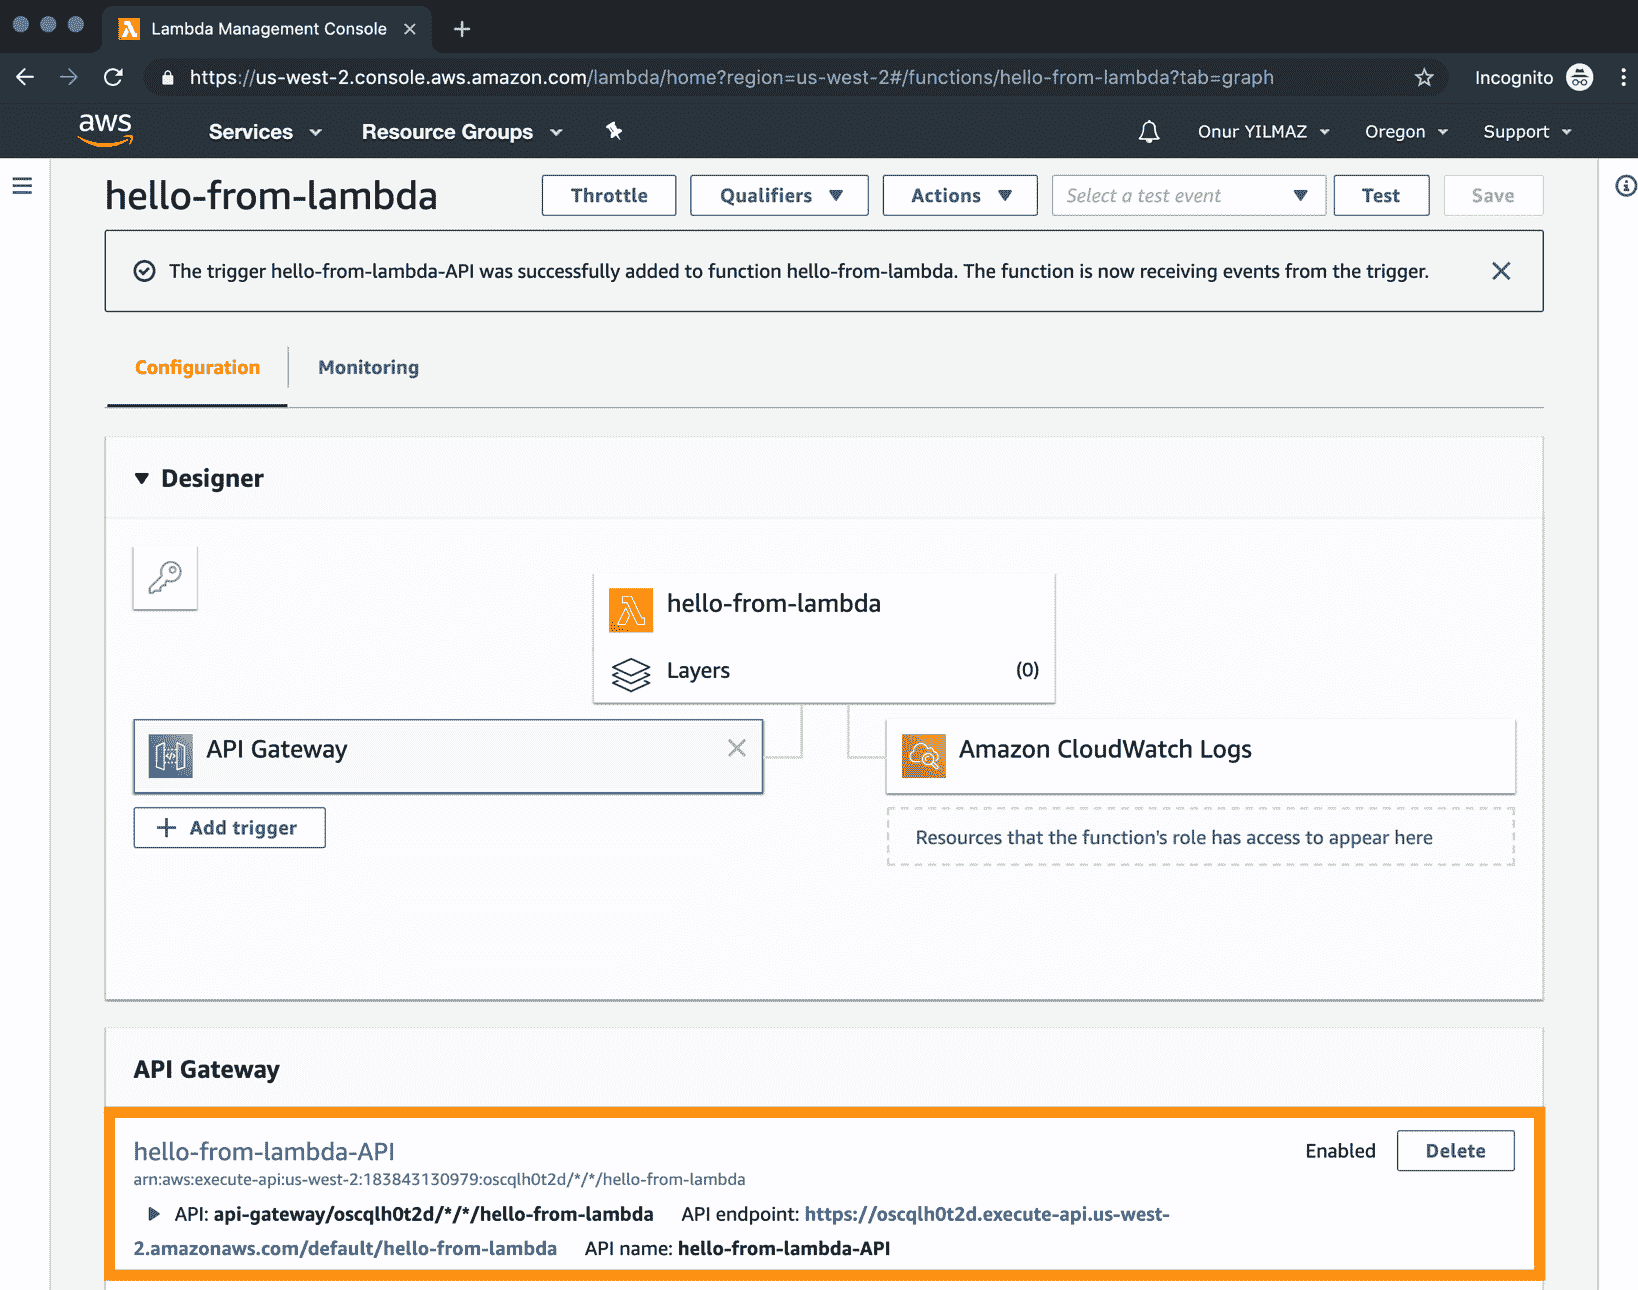 Lambda Management Console
https://us-west-2.console.aws.amazon.com/lambda/home?region=us-west-2#/functions/hello-from-lambda?tab=graph
Incognito
aws
Services
Resource Groups
Onur YILMAZ
Oregon
Support
hello-from-lambda
Throttle
Qualifiers
Actions
Select a test event
Test
Save
The trigger hello-from-lambda-API was successfully added to function hello-from-lambda. The function is now receiving events from the trigger.
Configuration
Monitoring
Designer
hello-from-lambda
Layers
(0)
API Gateway
Amazon CloudWatch Logs
Add trigger
Resources that the function's role has access to appear here
API Gateway
hello-from-lambda-API
Enabled
Delete
arn:aws:execute-api:us-west-2:183843130979:oscqlh0t2d/*/*/hello-from-lambda
API: api-gateway/oscqlh0t2d/*/*/hello-from-lambda API endpoint: https://oscqlh0t2d.execute-api.us-west-
2.amazonaws.com/default/hello-from-lambda API name: hello-from-lambda-API